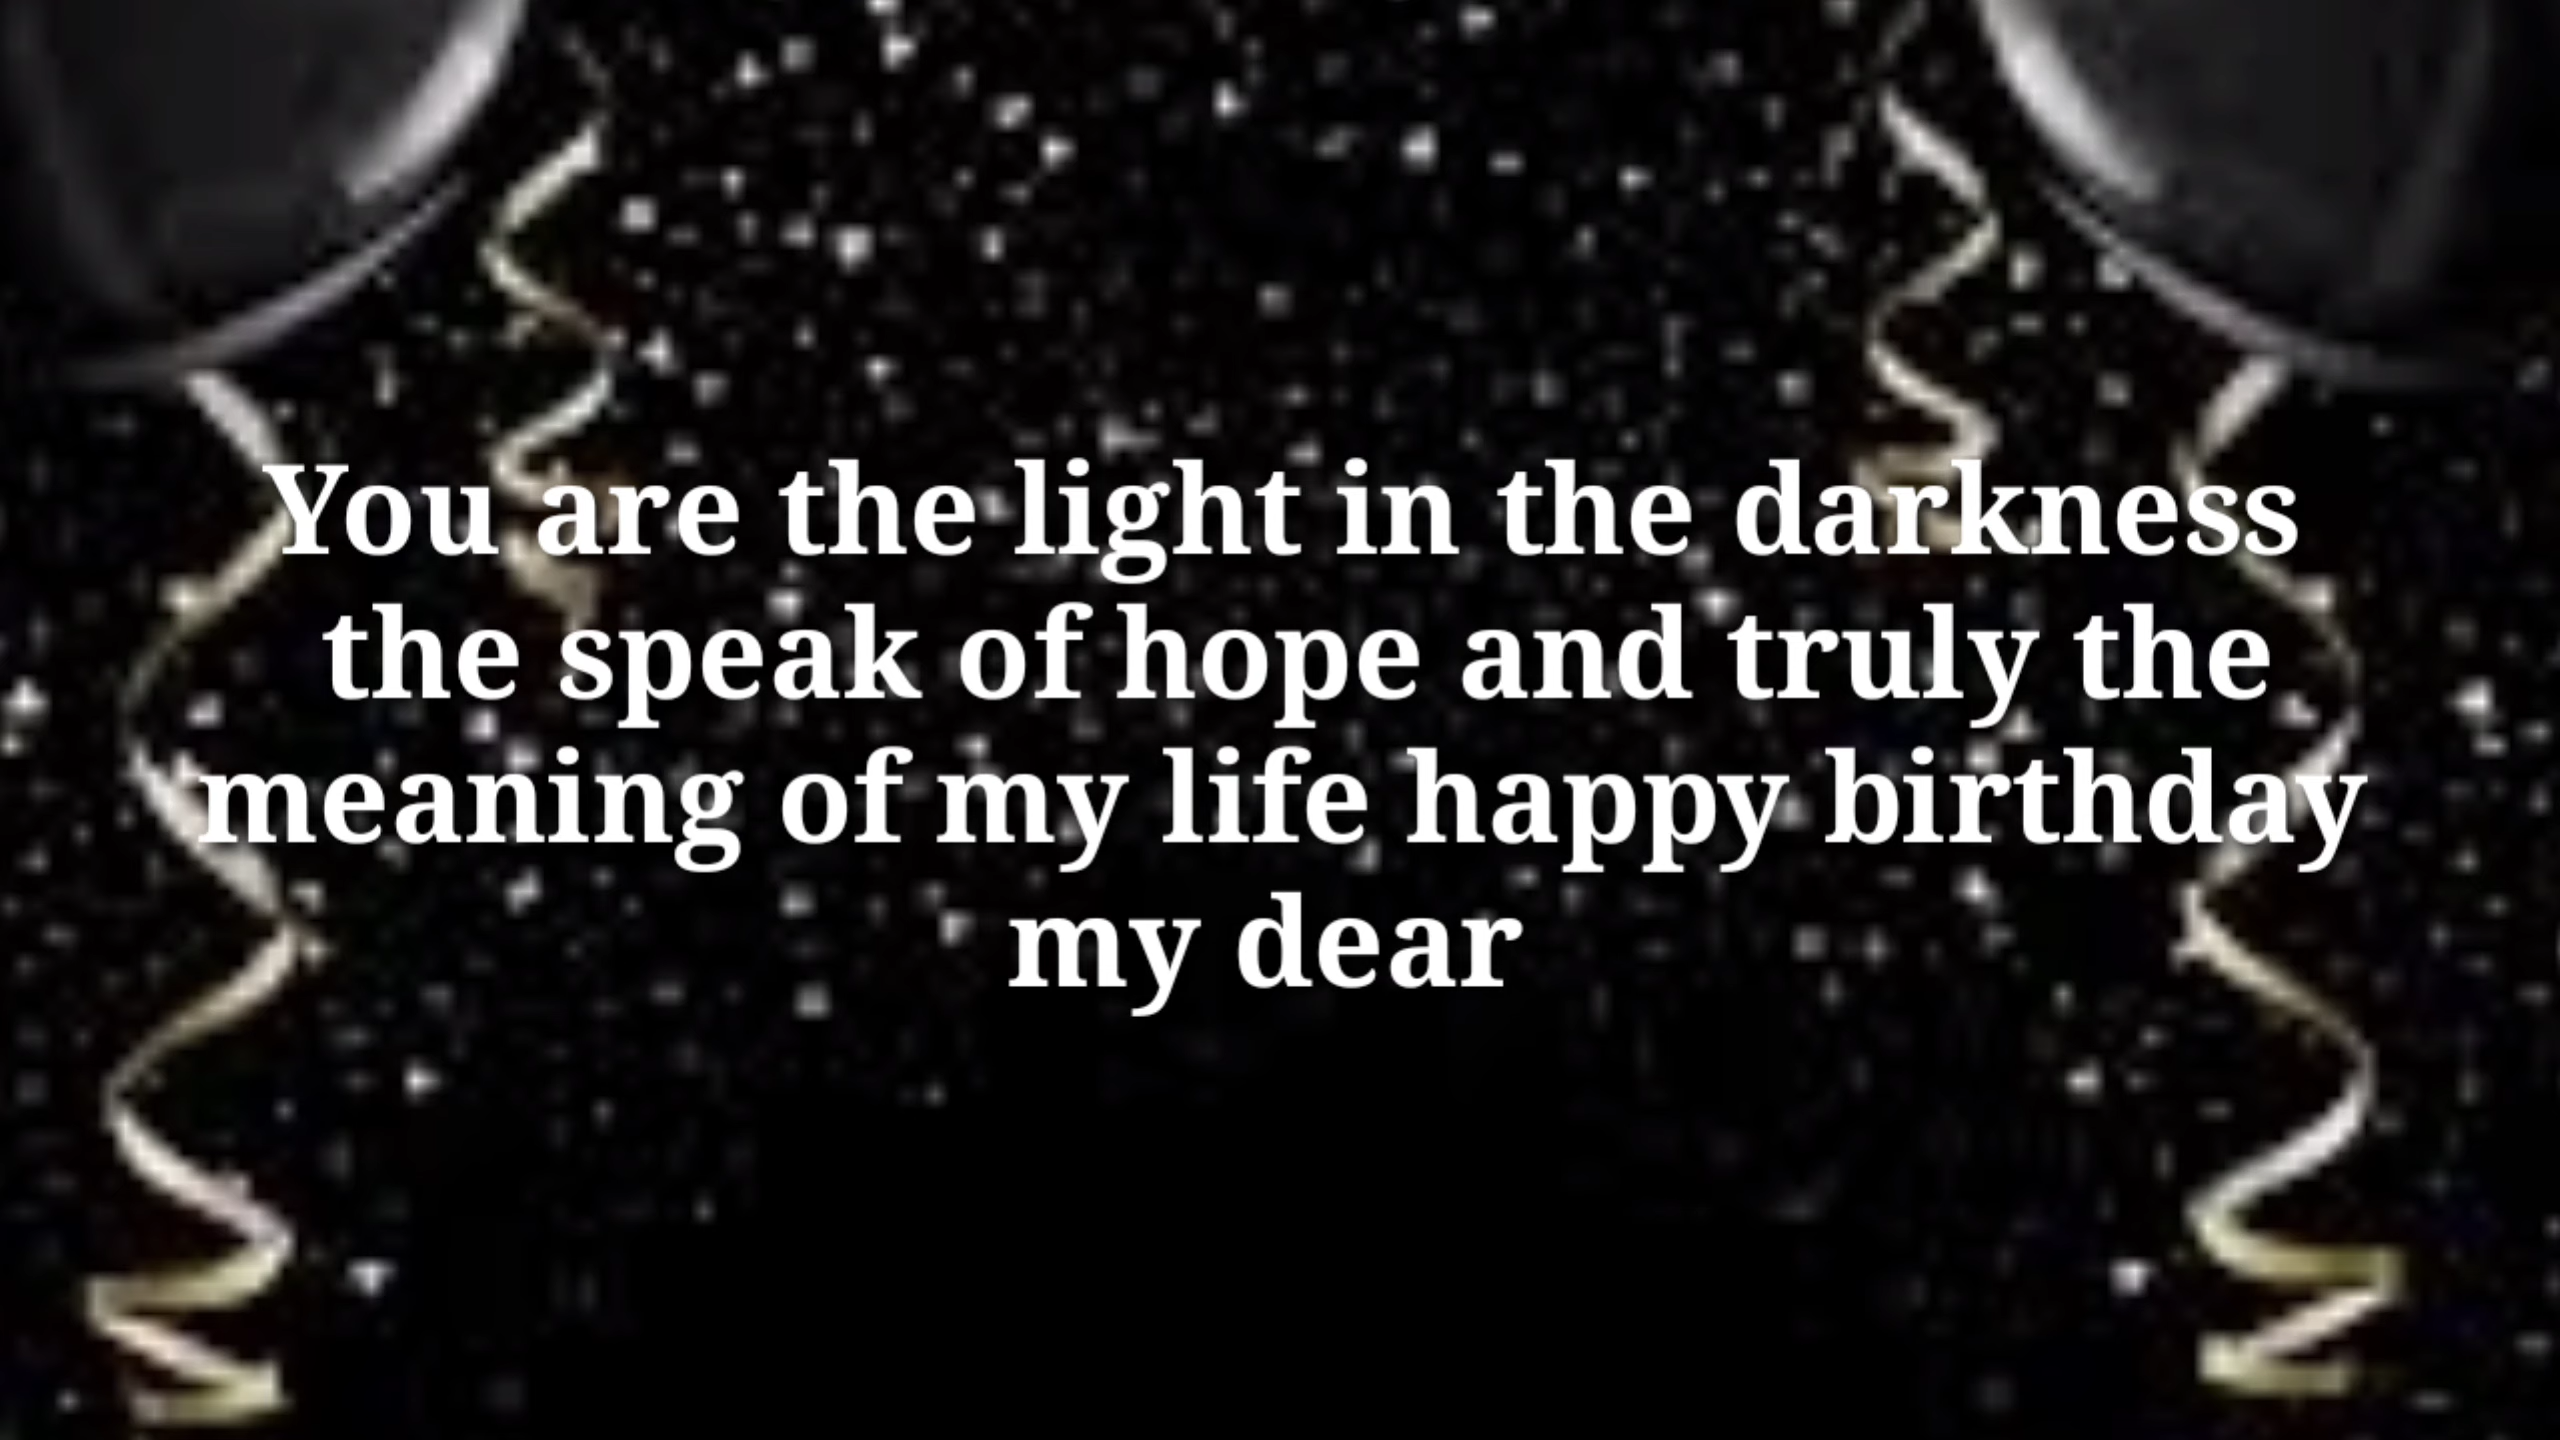 You are the light in the darkness
the speak of hope and truly the
meaning of my life happy birthday
my dear